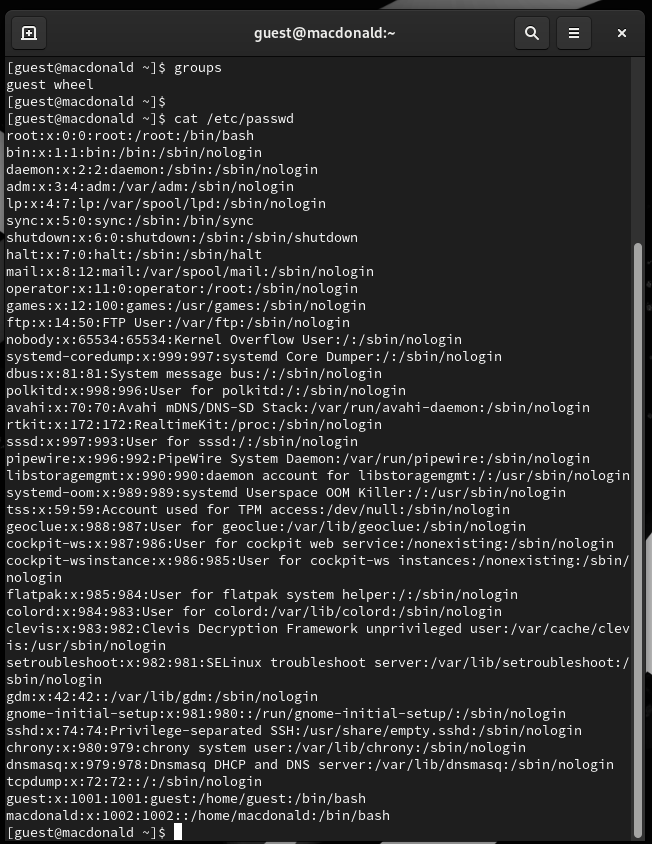 guest@macdonald:~
[guest@macdonald ~]$ groups
guest wheel
[guest@macdonald ~]$
[guest@macdonald ~]$ cat /etc/passwd
root:x:0:0:root:/root:/bin/bash
bin:x:1:1:bin:/bin:/sbin/nologin
daemon:x:2:2:daemon:/sbin:/sbin/nologin
adm:x:3:4:adm:/var/adm:/sbin/nologin
lp:x:4:7:lp:/var/spool/lpd:/sbin/nologin
sync:x:5:0:sync:/sbin:/bin/sync
shutdown:x:6:0:shutdown:/sbin:/sbin/shutdown
halt:x:7:0:halt:/sbin:/sbin/halt
mail:x:8:12:mail:/var/spool/mail:/sbin/nologin
operator:x:11:0:operator:/root:/sbin/nologin
games:x:12:100:games:/usr/games:/sbin/nologin
ftp:x:14:50:FTP User:/var/ftp:/sbin/nologin
nobody:x:65534:65534:Kernel Overflow User:/:/sbin/nologin
systemd-coredump:x:999:997:systemd Core Dumper:/:/sbin/nologin
dbus:x:81:81:System message bus:/:/sbin/nologin
polkitd:x:998:996:User for polkitd:/:/sbin/nologin
avahi:x:70:70:Avahi mDNS/DNS-SD Stack:/var/run/avahi-daemon:/sbin/nologin
rtkit:x:172:172:RealtimeKit:/proc:/sbin/nologin
sssd:x:997:993:User for sssd:/:/sbin/nologin
pipewire:x:996:992:PipeWire System Daemon:/var/run/pipewire:/sbin/nologin
libstoragemgmt:x:990:990:daemon account for libstoragemgmt:/:/usr/sbin/nologin
systemd-oom:x:989:989:systemd Userspace OOM Killer:/:/usr/sbin/nologin
tss:x:59:59:Account used for TPM access:/dev/null:/sbin/nologin
geoclue:x:988:987:User for geoclue:/var/lib/geoclue:/sbin/nologin
cockpit-ws:x:987:986:User for cockpit web service:/nonexisting:/sbin/nologin
cockpit-wsinstance:x:986:985:User for cockpit-ws instances:/nonexisting:/sbin/
nologin
flatpak:x:985:984:User for flatpak system helper:/:/sbin/nologin
colord:x:984:983:User for colord:/var/lib/colord:/sbin/nologin
clevis:x:983:982:Clevis Decryption Framework unprivileged user:/var/cache/clev
is:/usr/sbin/nologin
setroubleshoot:x:982:981:SELinux troubleshoot server:/var/lib/setroubleshoot:/
sbin/nologin
gdm:x:42:42::/var/lib/gdm:/sbin/nologin
gnome-initial-setup:x:981:980::/run/gnome-initial-setup/:/sbin/nologin
sshd:x:74:74:Privilege-separated SSH:/usr/share/empty.sshd:/sbin/nologin
chrony:x:980:979:chrony system user:/var/lib/chrony:/sbin/nologin
dnsmasq:x:979:978:Dnsmasq DHCP and DNS server:/var/lib/dnsmasq:/sbin/nologin
tcpdump:x:72:72::/:/sbin/nologin
guest:x:1001:1001:guest:/home/guest:/bin/bash
macdonald:x:1002:1002::/home/macdonald:/bin/bash
[guest@macdonald ~]$